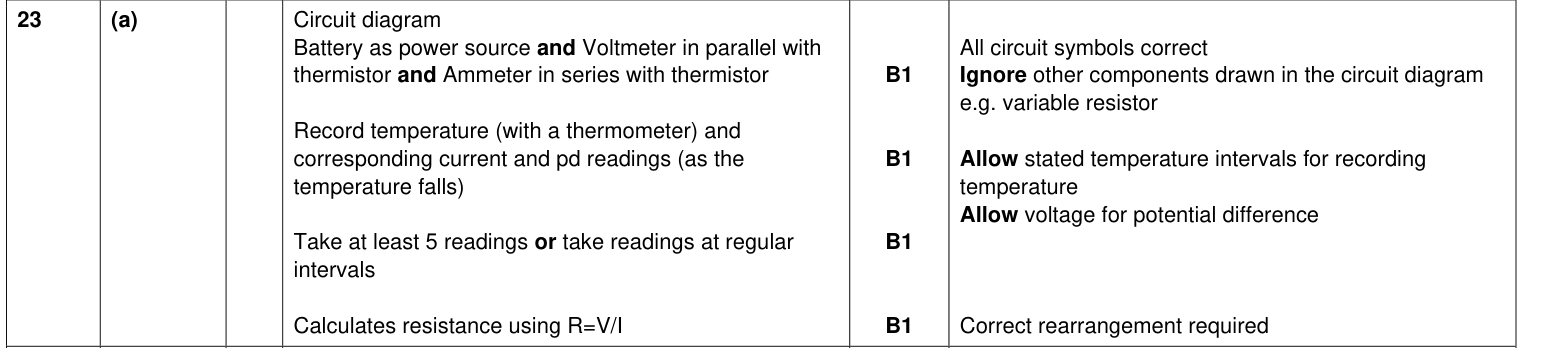 23 (a) Circuit diagram
Battery as power source and Voltmeter in parallel with
thermistor and Ammeter in series with thermistor
B1
All circuit symbols correct
Ignore other components drawn in the circuit diagram
e.g. variable resistor
Record temperature (with a thermometer) and
corresponding current and pd readings (as the
temperature falls)
B1
Allow stated temperature intervals for recording
temperature
Allow voltage for potential difference
Take at least 5 readings or take readings at regular
intervals
B1
Calculates resistance using R=V/I
B1
Correct rearrangement required